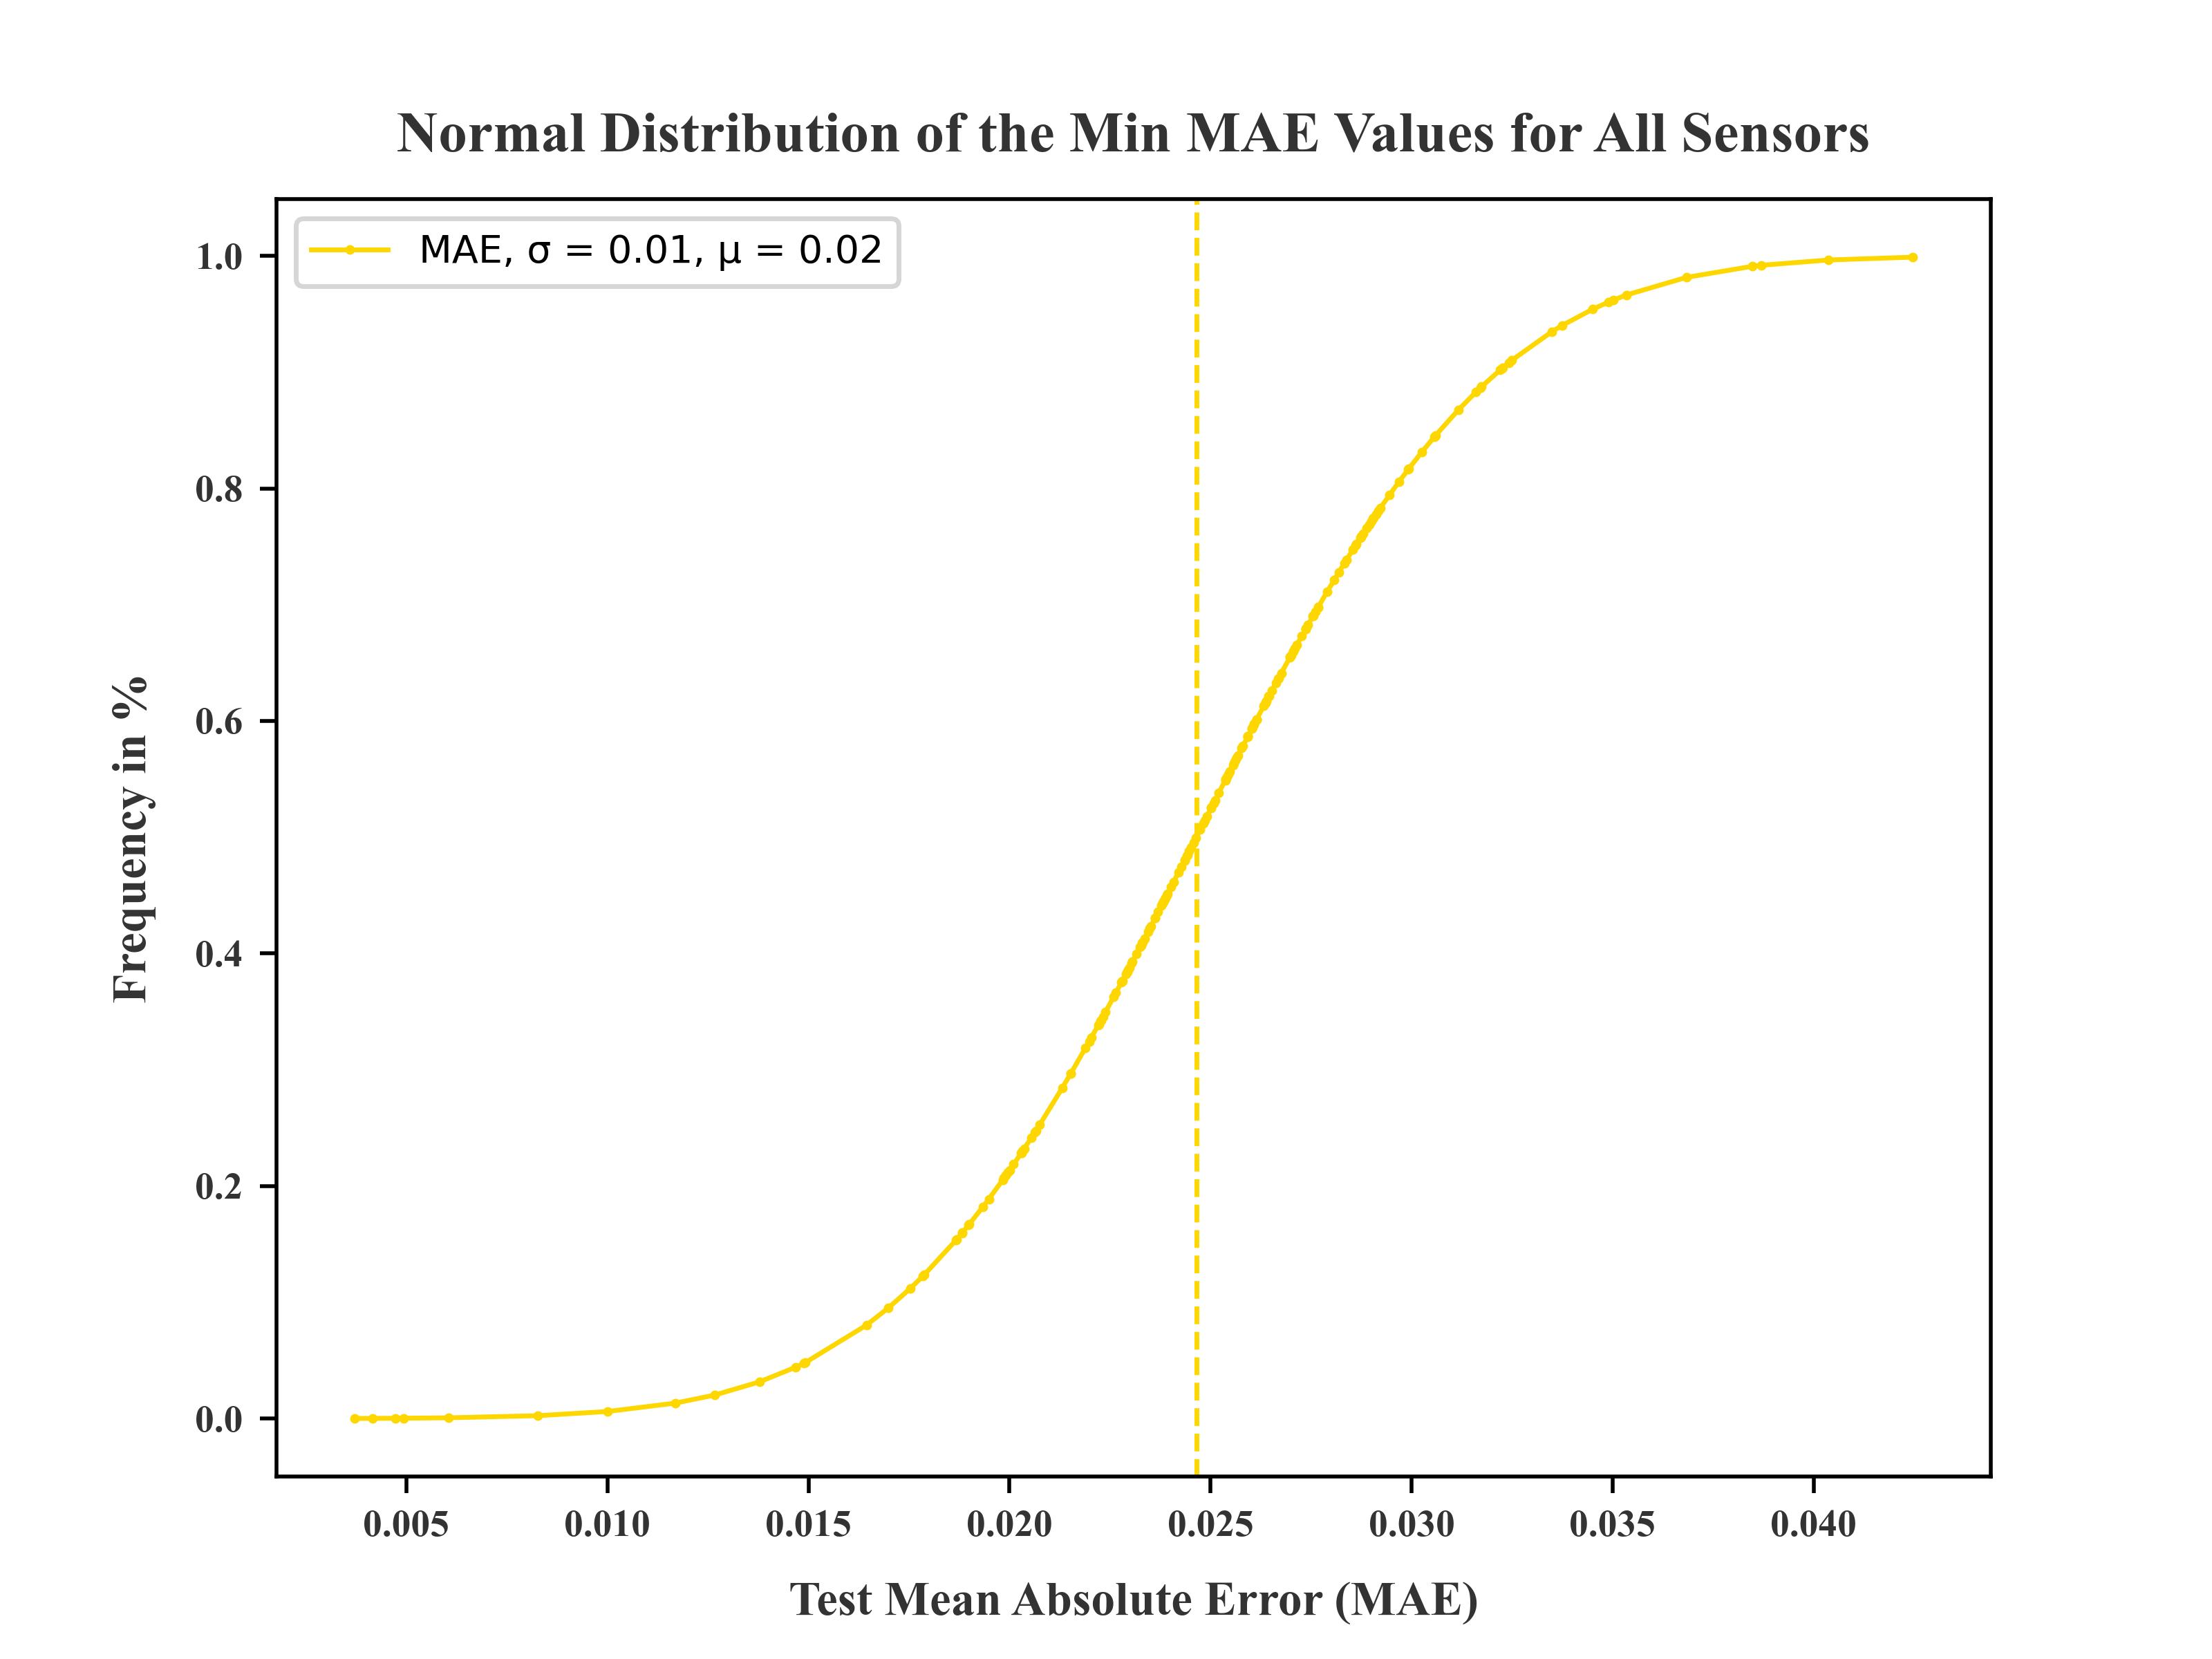 Normal Distribution of the Min MAE Values for All Sensors
MAE, σ = 0.01, μ = 0.02
1.0
0.8
0.6
0.4
0.2
0.0
Frequency in %
0.005 0.010 0.015 0.020 0.025 0.030 0.035 0.040
Test Mean Absolute Error (MAE)